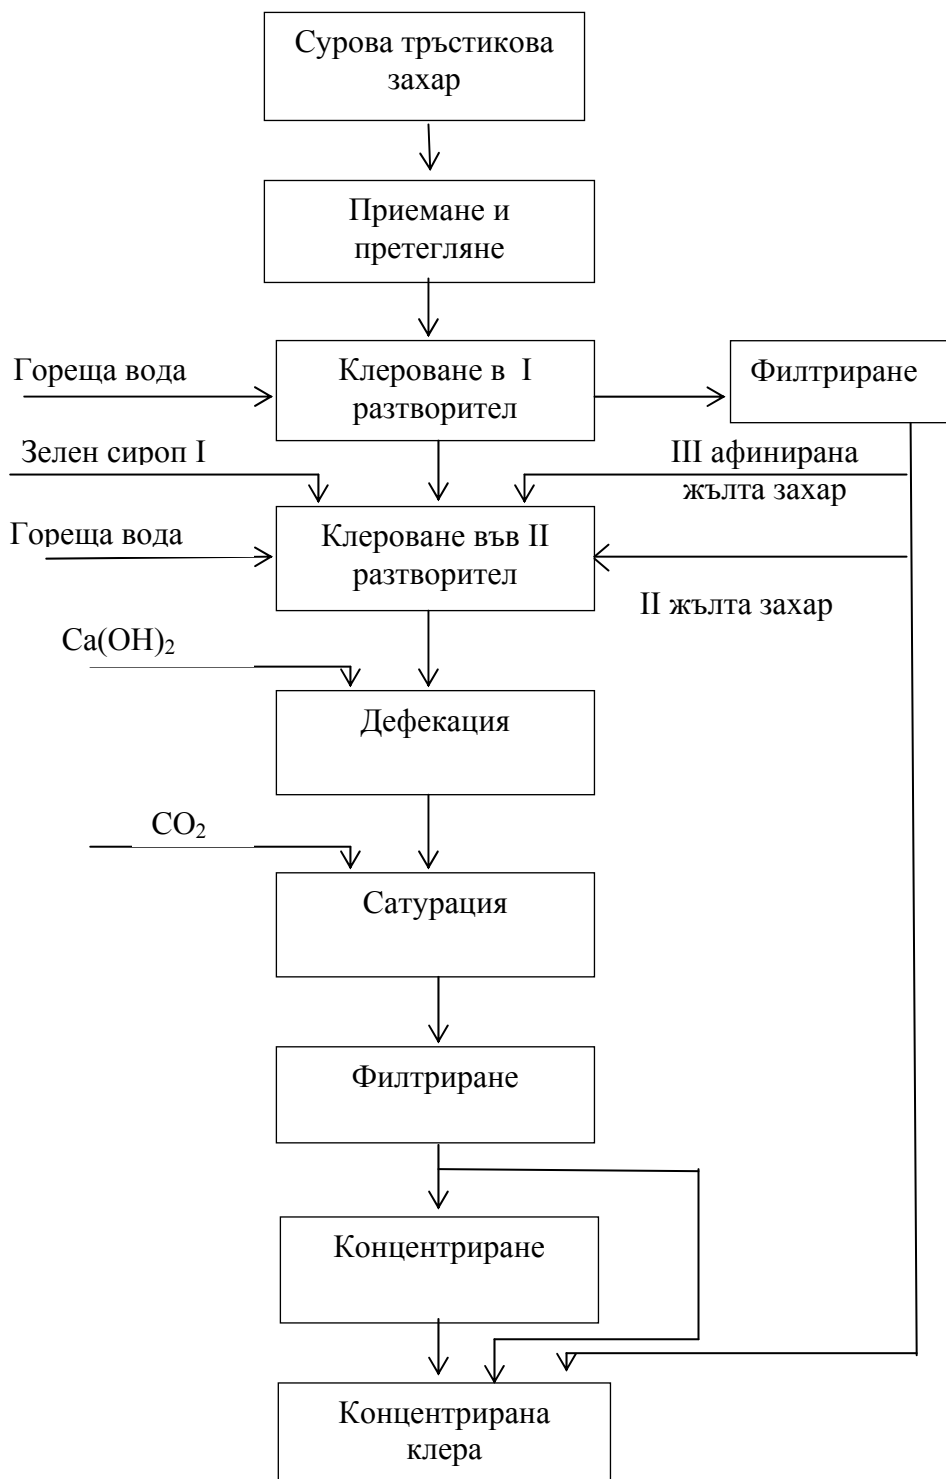 Сурова тръстикова
захар
Приемане и
претегляне
Гореща вода
Клероване в I
разтворител
Филтриране
Зелен сироп I
III афинирана
жълта захар
Гореща вода
Клероване във II
разтворител
II жълта захар
Ca(OH)₂
Дефекация
CO₂
Сатурация
Филтриране
Концентриране
Концентрирана
клера